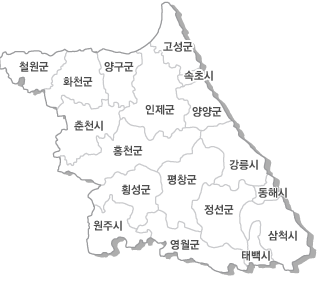 고성군
철원군
양구군
속초시
화천군
인제군
양양군
춘천시
홍천군
강릉시
횡성군
평창군
동해시
정선군
원주시
삼척시
영월군
태백시